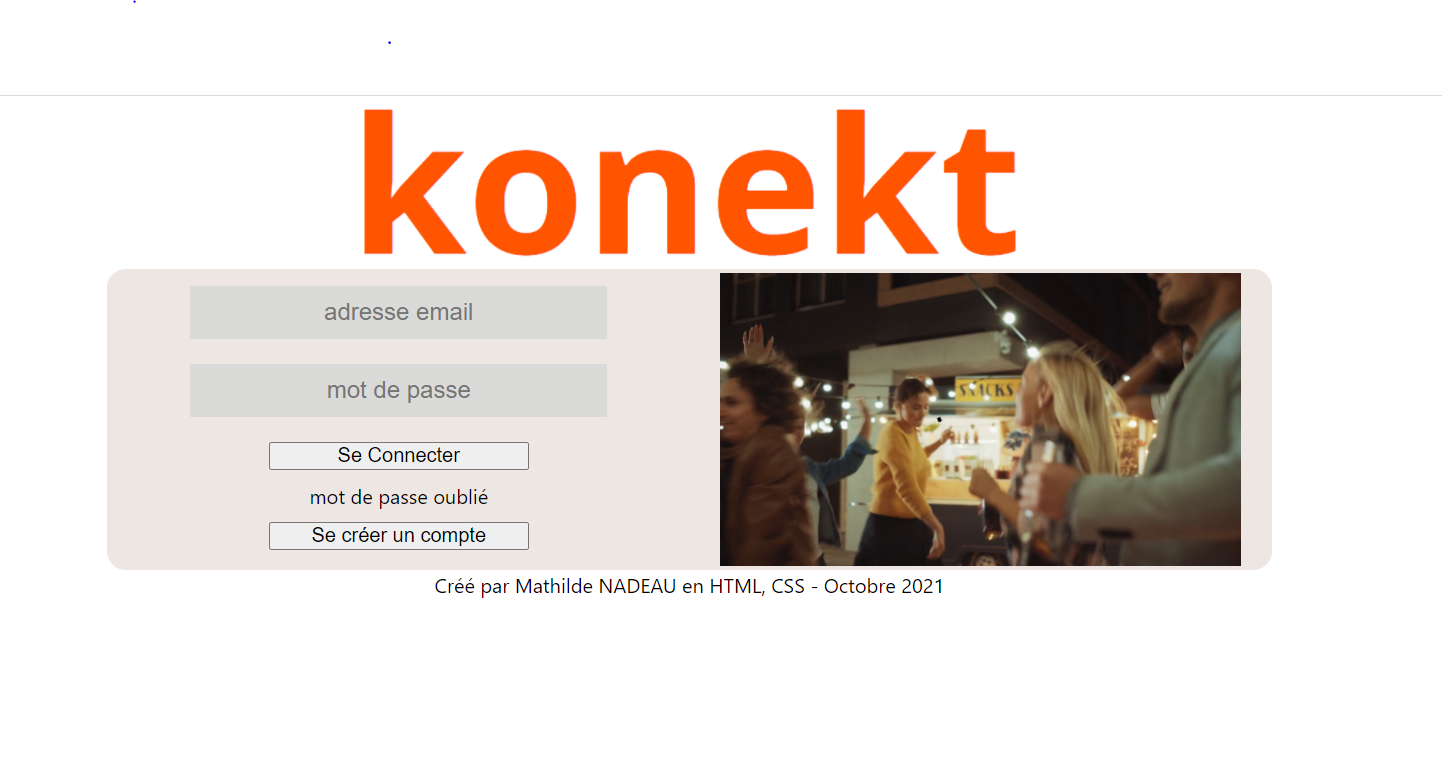 konekt
adresse email
mot de passe
Se Connecter
mot de passe oublié
Se créer un compte
SNACKS
Créé par Mathilde NADEAU en HTML, CSS - Octobre 2021